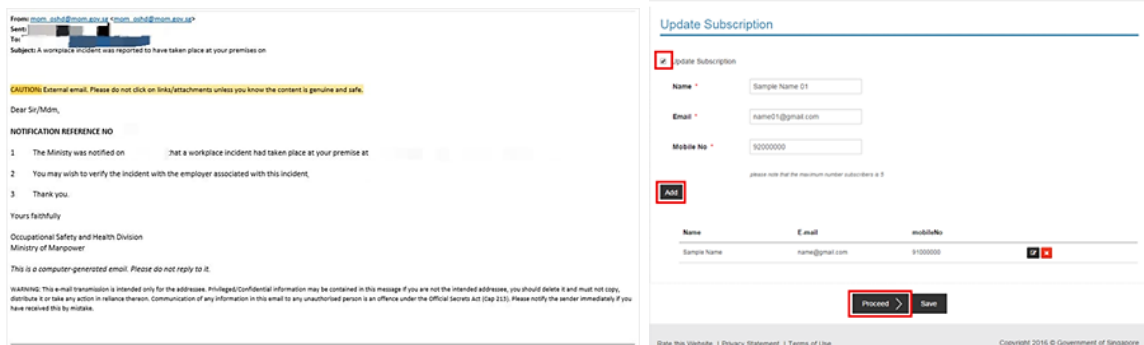 From: mom_oshd@mom.gov.sg <mom_oshd@mom.gov.sg>
Sent:
To:
Subject: A workplace incident was reported to have taken place at your premises on
CAUTION: External email. Please do not click on links/attachments unless you know the content is genuine and safe.
Dear Sir/Mdm,
NOTIFICATION REFERENCE NO
1 The Ministy was notified on that a workplace incident had taken place at your premise at
2 You may wish to verify the incident with the employer associated with this incident,
3 Thank you.
Yours faithfully
Occupational Safety and Health Division
Ministry of Manpower
This is a computer-generated email. Please do not reply to it.
WARNING: This e-mail transmission is intended only for the addressee. Privileged/Confidential information may be contained in this message if you are not the intended addressee, you should delete it and must not copy,
distribute it or take any action in reliance thereon. Communication of any information in this email to any unauthorised person is an offence under the Official Secrets Act (Cap 213). Please notify the sender immediately if you
have received this by mistake.
Update Subscription
Update Subscription
Name * Sample Name 01
Email * name01@gmail.com
Mobile No * 92000000
please note that the maximum number subscribers is 5
Add
Name E.mail mobileNo
Sample Name name@gmail.com 91000000
Proceed Save
Rate this Website | Privacy Statement | Terms of Use Copyright 2016 © Government of Singapore